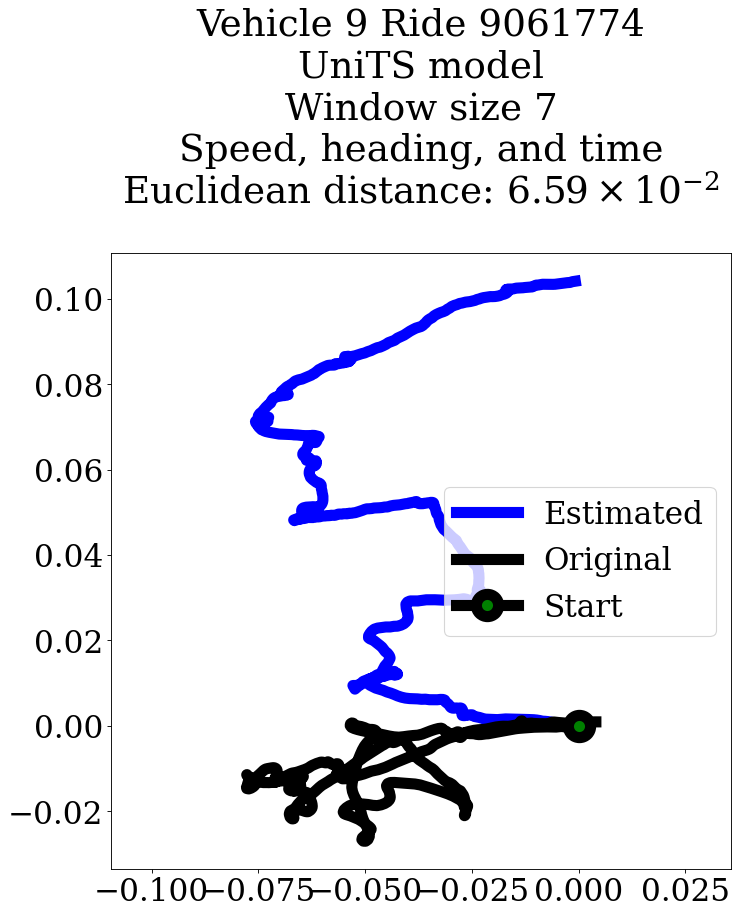 Vehicle 9 Ride 9061774
UniTS model
Window size 7
Speed, heading, and time
Euclidean distance: 6.59 × 10⁻²
0.10
0.08
0.06
0.04
0.02
0.00
−0.02
Estimated
Original
Start
−0.100 −0.075 −0.050 −0.025 0.000 0.025